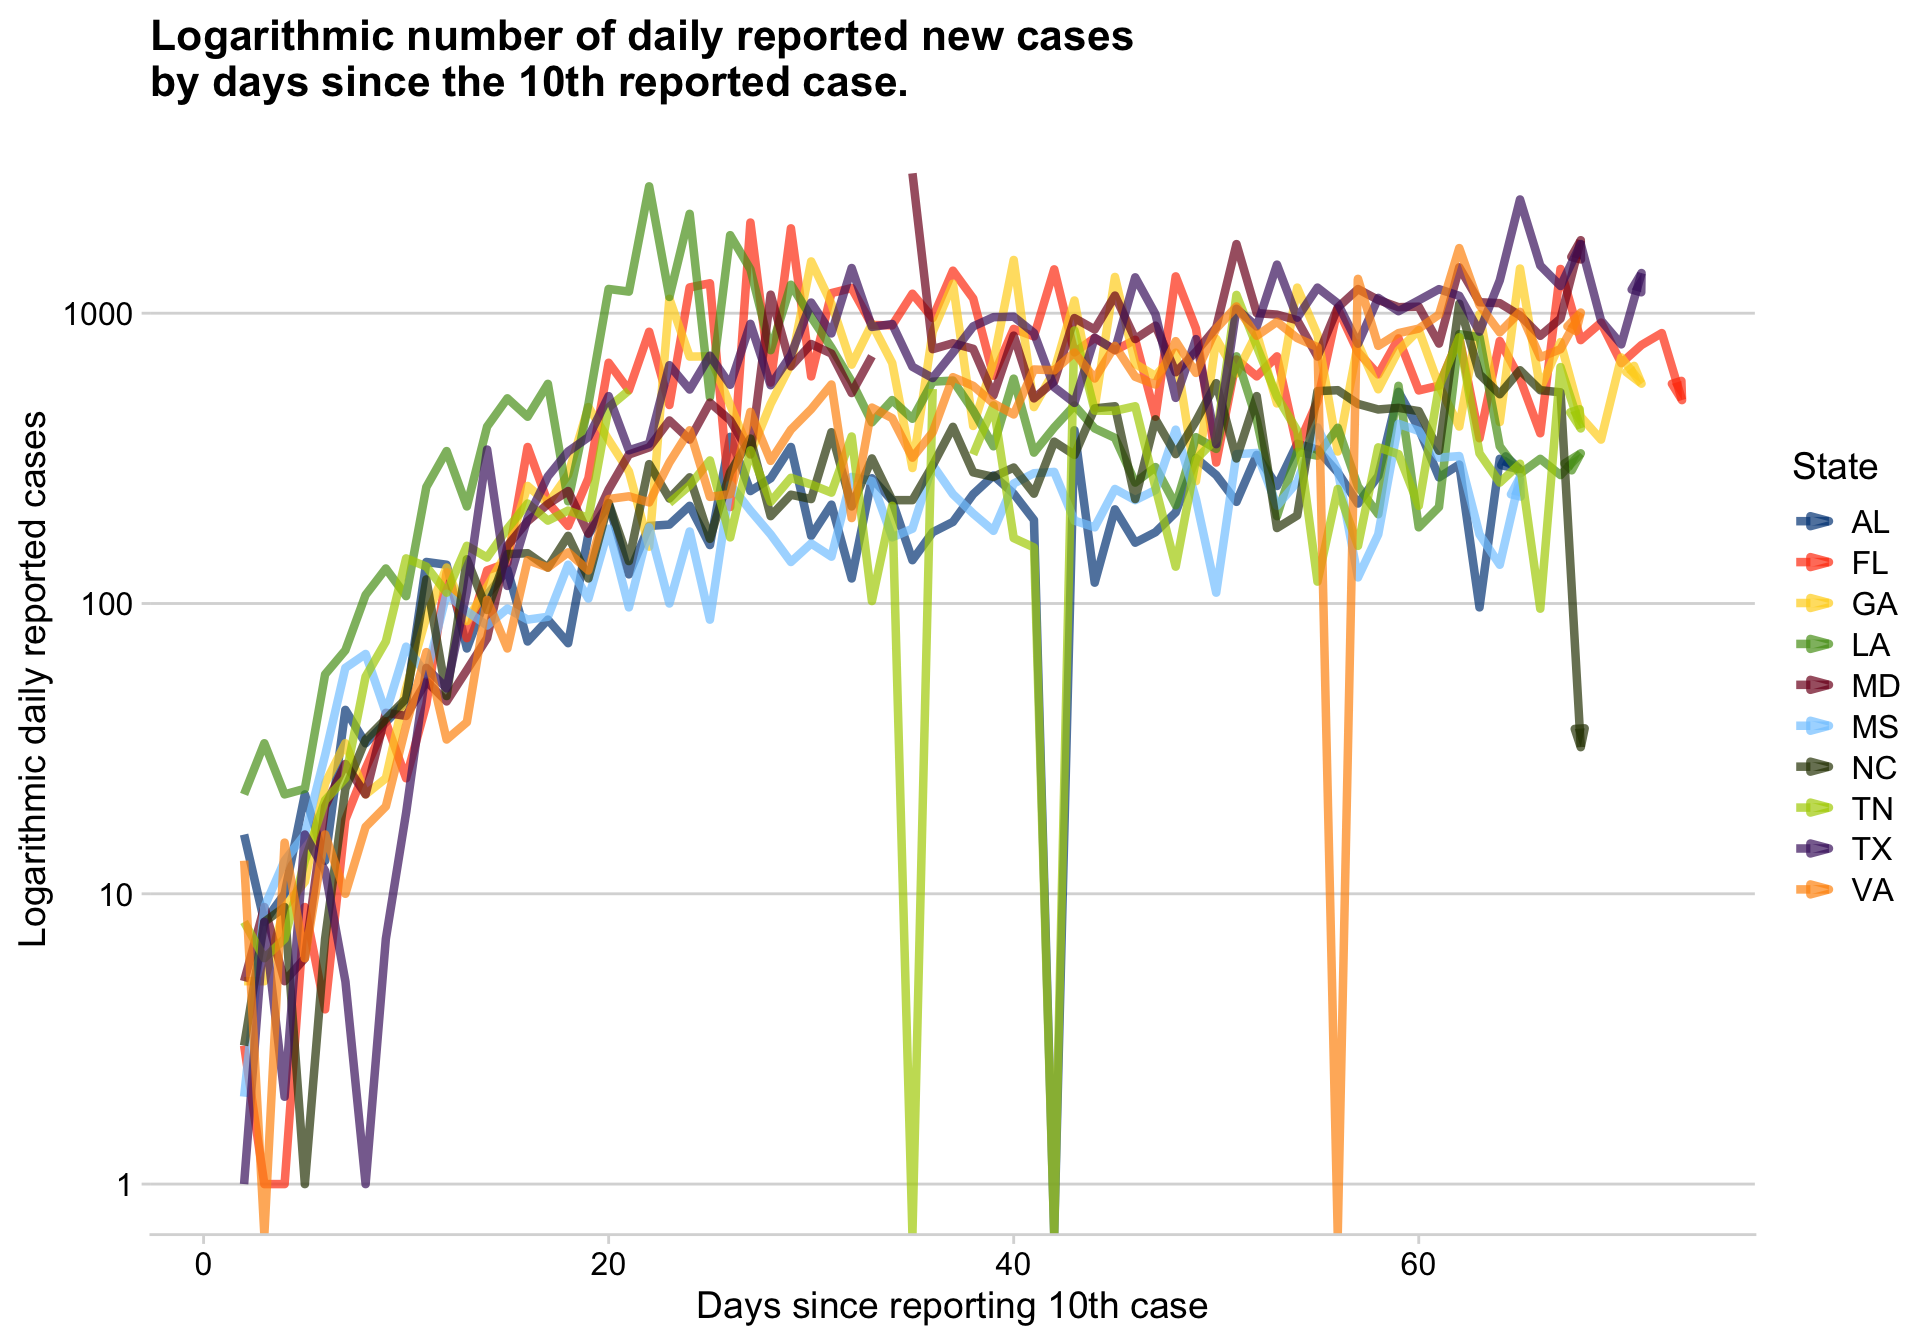 Logarithmic number of daily reported new cases
by days since the 10th reported case.
Logarithmic daily reported cases
1000
100
10
1
0
20
40
60
Days since reporting 10th case
State
AL
FL
GA
LA
MD
MS
NC
TN
TX
VA